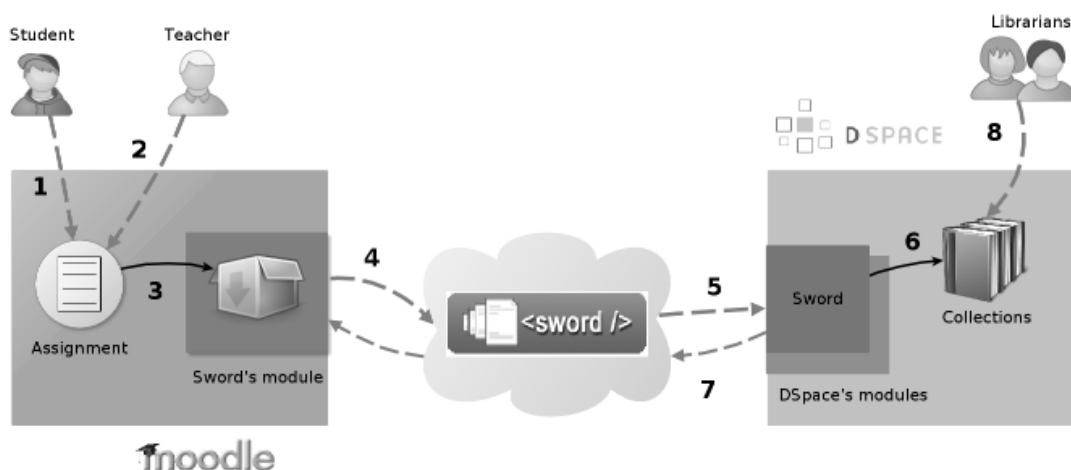 Student
Teacher
Librarians
1
2
8
DSPACE
3
4
5
6
7
<sword />
Sword
Assignment
Sword's module
Collections
DSpace's modules
moodle